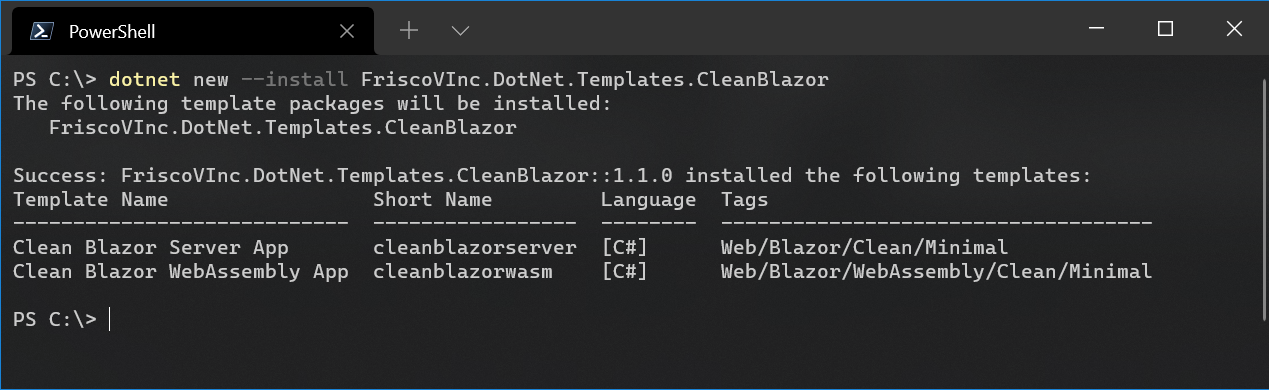 PowerShell
PS C:\> dotnet new --install FriscoVInc.DotNet.Templates.CleanBlazor
The following template packages will be installed:
   FriscoVInc.DotNet.Templates.CleanBlazor

Success: FriscoVInc.DotNet.Templates.CleanBlazor::1.1.0 installed the following templates:
Template Name                 Short Name         Language  Tags
----------------------------  -----------------  --------  ------------------------------------
Clean Blazor Server App       cleanblazorserver  [C#]      Web/Blazor/Clean/Minimal
Clean Blazor WebAssembly App  cleanblazorwasm    [C#]      Web/Blazor/WebAssembly/Clean/Minimal

PS C:\>